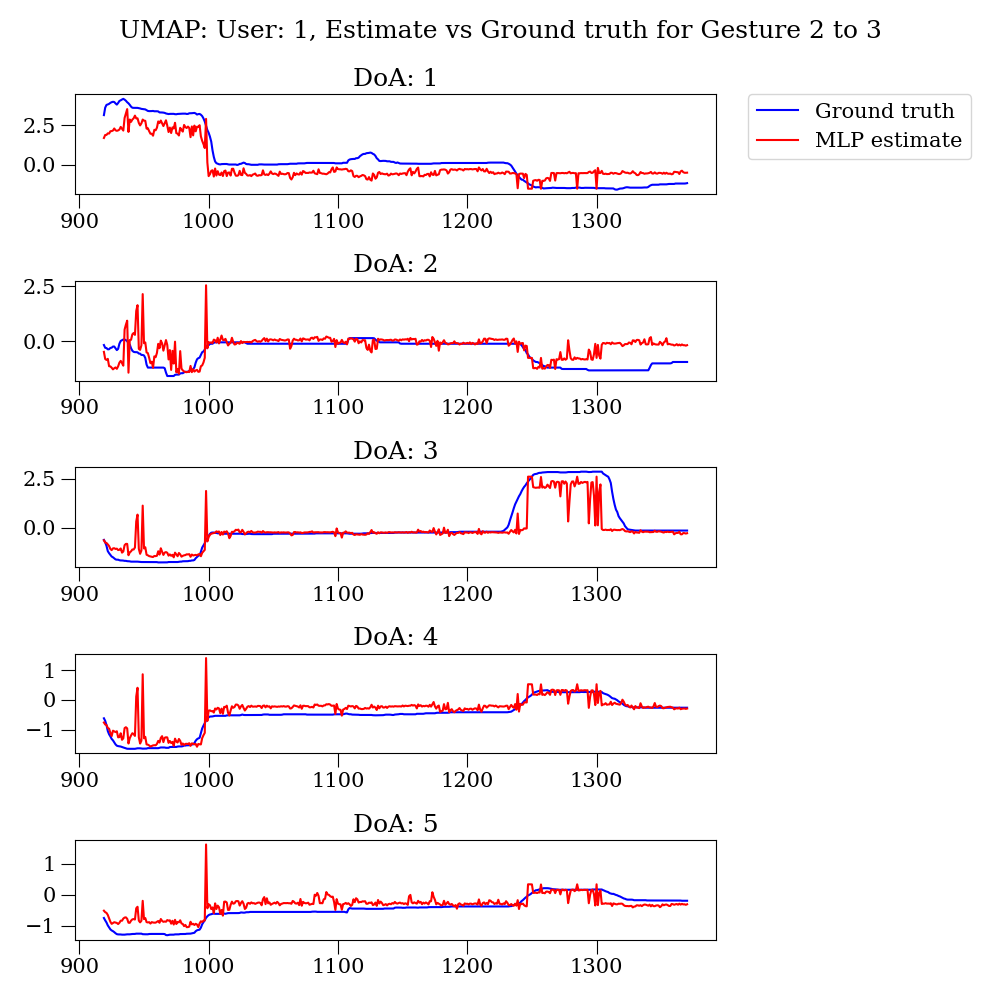 UMAP: User: 1, Estimate vs Ground truth for Gesture 2 to 3
DoA: 1
Ground truth
MLP estimate
2.5
0.0
900 1000 1100 1200 1300
DoA: 2
2.5
0.0
900 1000 1100 1200 1300
DoA: 3
2.5
0.0
900 1000 1100 1200 1300
DoA: 4
1
0
−1
900 1000 1100 1200 1300
DoA: 5
1
0
−1
900 1000 1100 1200 1300